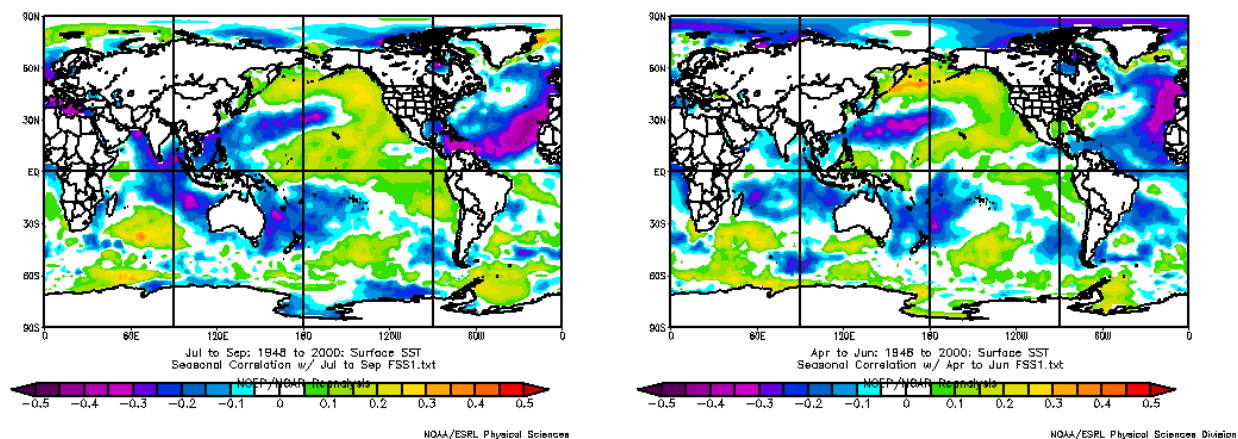 90N
60N
30N
EQ
30S
60S
90S
0 60E 120E 180 120W 60W 0
Jul to Sep: 1948 to 2000: Surface SST
Seasonal Correlation w/ Jul to Sep FSS1.txt
NCEP/NCAR Reanalysis
-0.5 -0.4 -0.3 -0.2 -0.1 0 0.1 0.2 0.3 0.4 0.5
NOAA/ESRL Physical Sciences
90N
60N
30N
EQ
30S
60S
90S
0 60E 120E 180 120W 60W 0
Apr to Jun: 1948 to 2000: Surface SST
Seasonal Correlation w/ Apr to Jun FSS1.txt
NCEP/NCAR Reanalysis
-0.5 -0.4 -0.3 -0.2 -0.1 0 0.1 0.2 0.3 0.4 0.5
NOAA/ESRL Physical Sciences Division